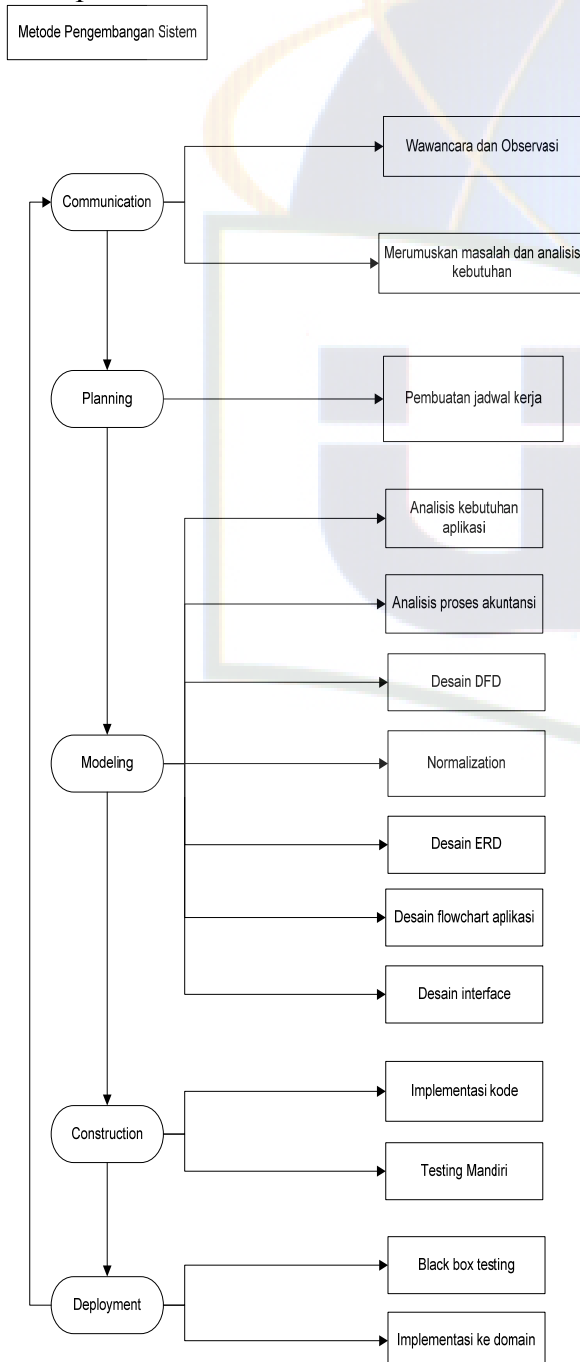 Metode Pengembangan Sistem
Wawancara dan Observasi
Communication
Merumuskan masalah dan analisis
kebutuhan
Planning
Pembuatan jadwal kerja
Analisis kebutuhan
aplikasi
Analisis proses akuntansi
Desain DFD
Modeling
Normalization
Desain ERD
Desain flowchart aplikasi
Desain interface
Implementasi kode
Construction
Testing Mandiri
Black box testing
Deployment
Implementasi ke domain